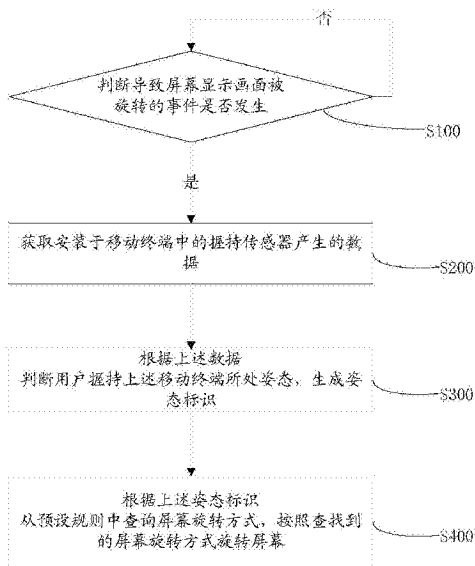 否
判断导致屏幕显示画面被
旋转的事件是否发生
S100
是
获取安装于移动终端中的握持传感器产生的数
据
S200
根据上述数据
判断用户握持上述移动终端所处姿态，生成姿
态标识
S300
根据上述姿态标识
从预设规则中查询屏幕旋转方式，按照查找到
的屏幕旋转方式旋转屏幕
S400